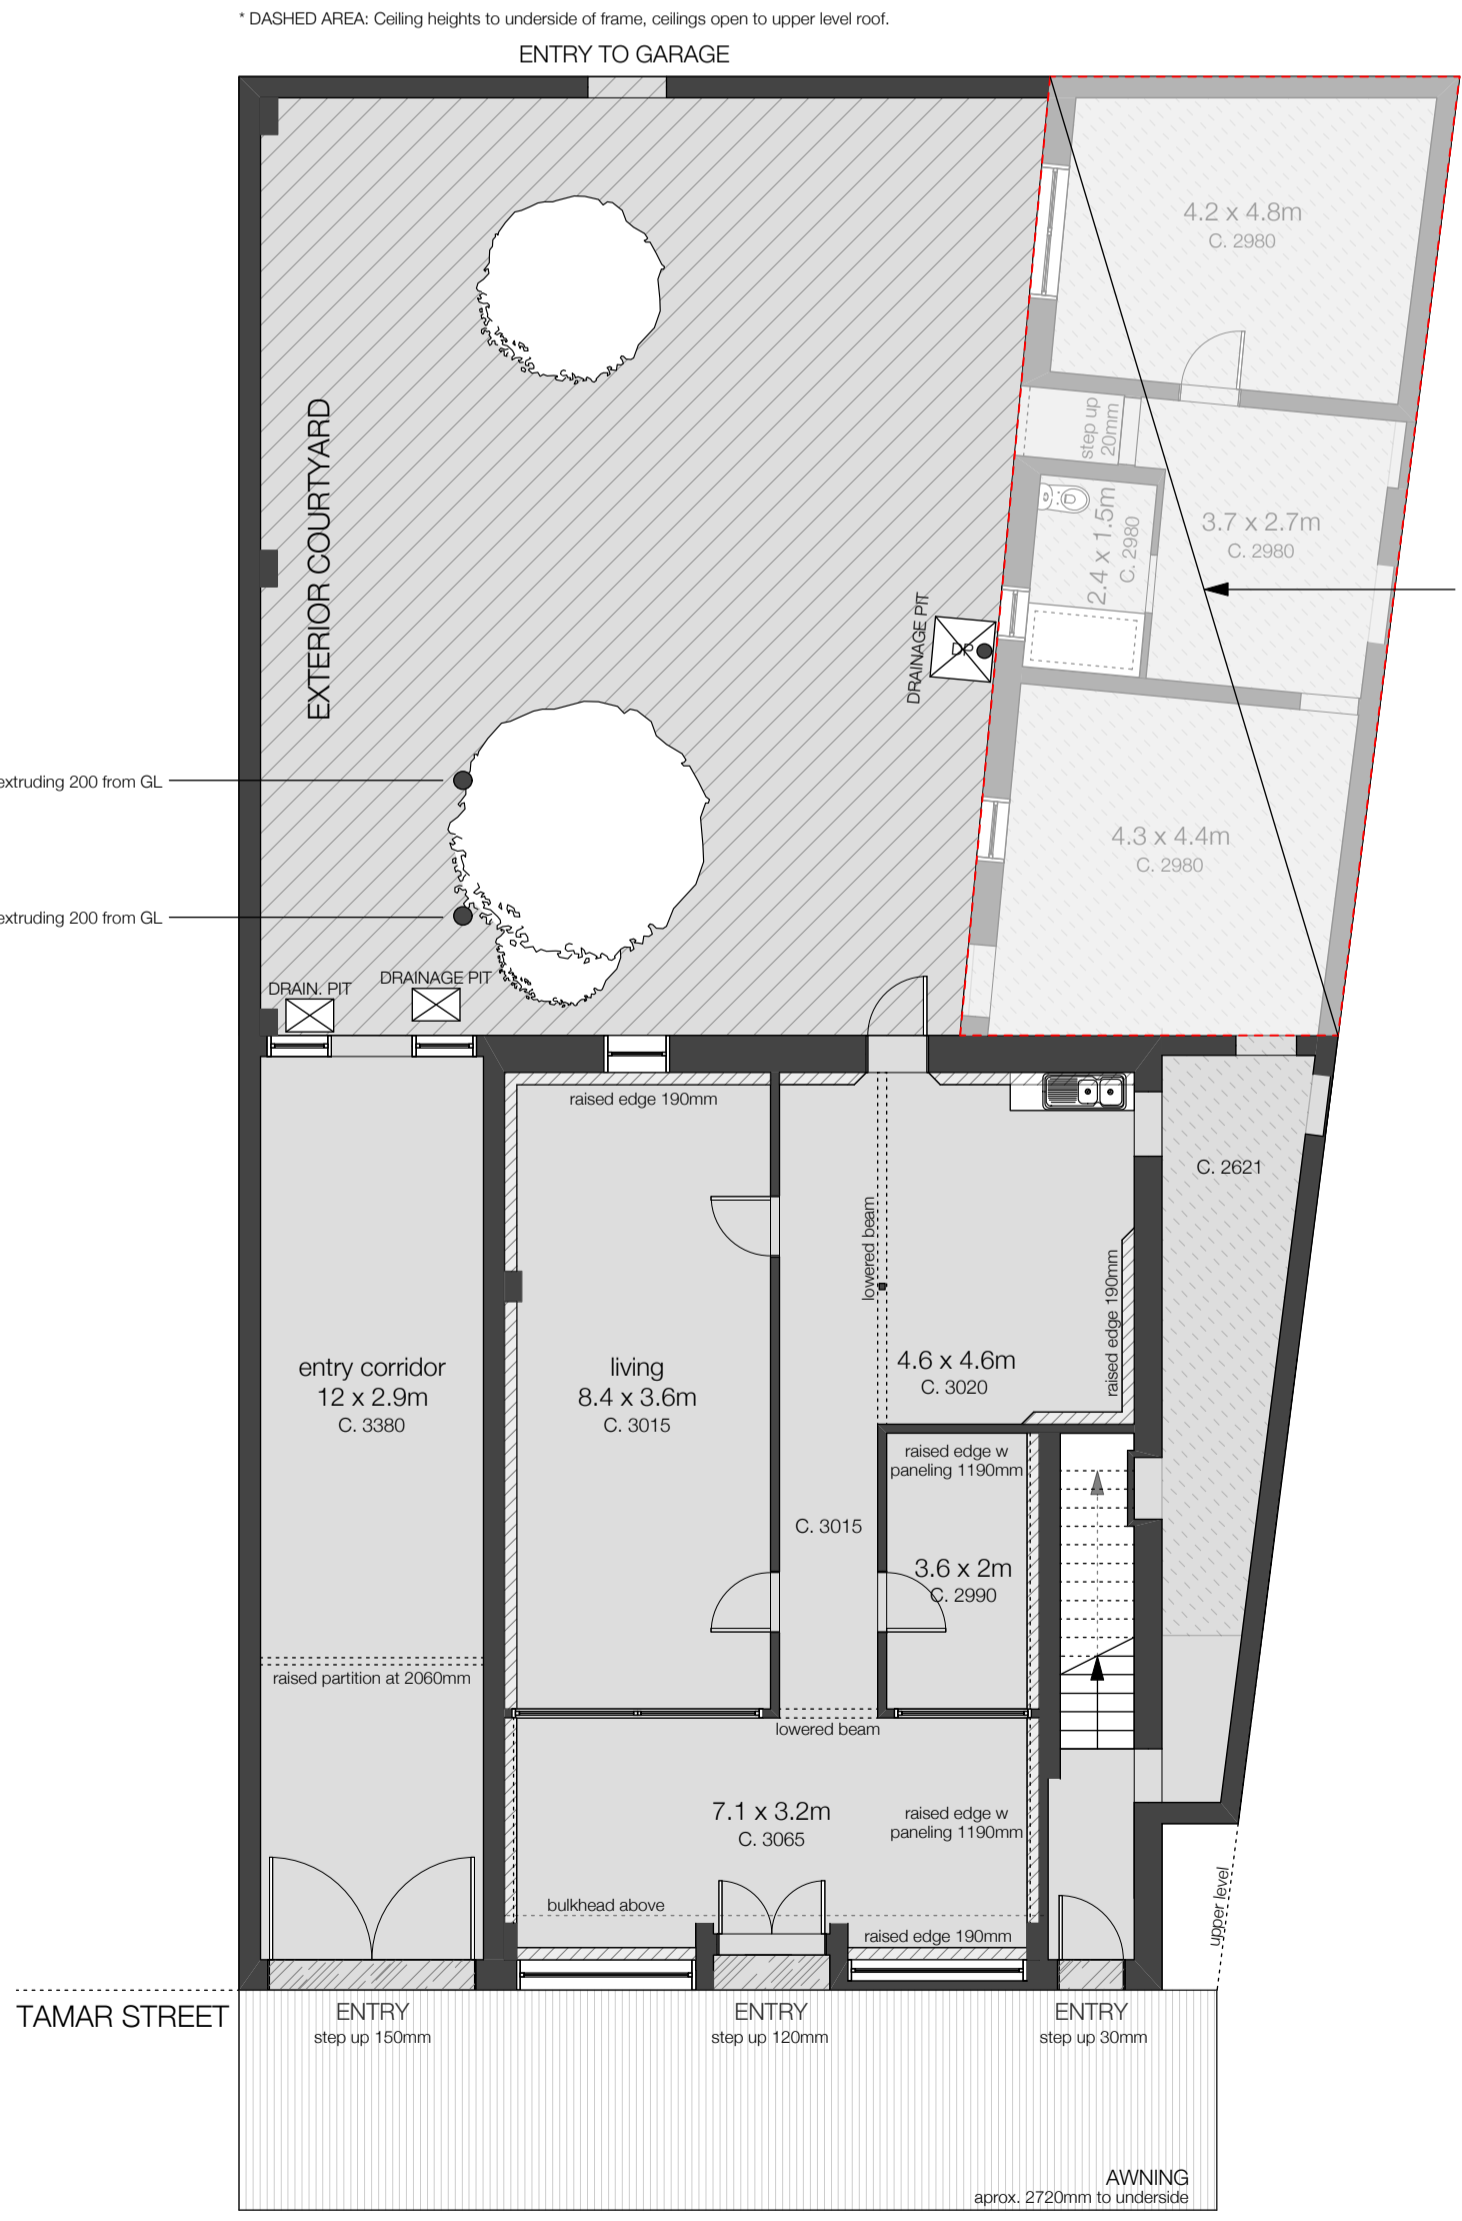 * DASHED AREA: Ceiling heights to underside of frame, ceilings open to upper level roof.
ENTRY TO GARAGE
4.2 x 4.8m
C. 2980
step up
20mm
EXTERIOR COURTYARD
2.4 x 1.5m
C. 2980
3.7 x 2.7m
C. 2980
DRAINAGE PIT
DP
extruding 200 from GL
4.3 x 4.4m
C. 2980
extruding 200 from GL
DRAIN. PIT
DRAINAGE PIT
raised edge 190mm
C. 2621
lowered beam
raised edge 190mm
entry corridor
12 x 2.9m
C. 3380
living
8.4 x 3.6m
C. 3015
4.6 x 4.6m
C. 3020
raised edge w
paneling 1190mm
C. 3015
3.6 x 2m
C. 2990
raised partition at 2060mm
lowered beam
7.1 x 3.2m
C. 3065
raised edge w
paneling 1190mm
bulkhead above
raised edge 190mm
upper level
TAMAR STREET
ENTRY
step up 150mm
ENTRY
step up 120mm
ENTRY
step up 30mm
AWNING
aprox. 2720mm to underside